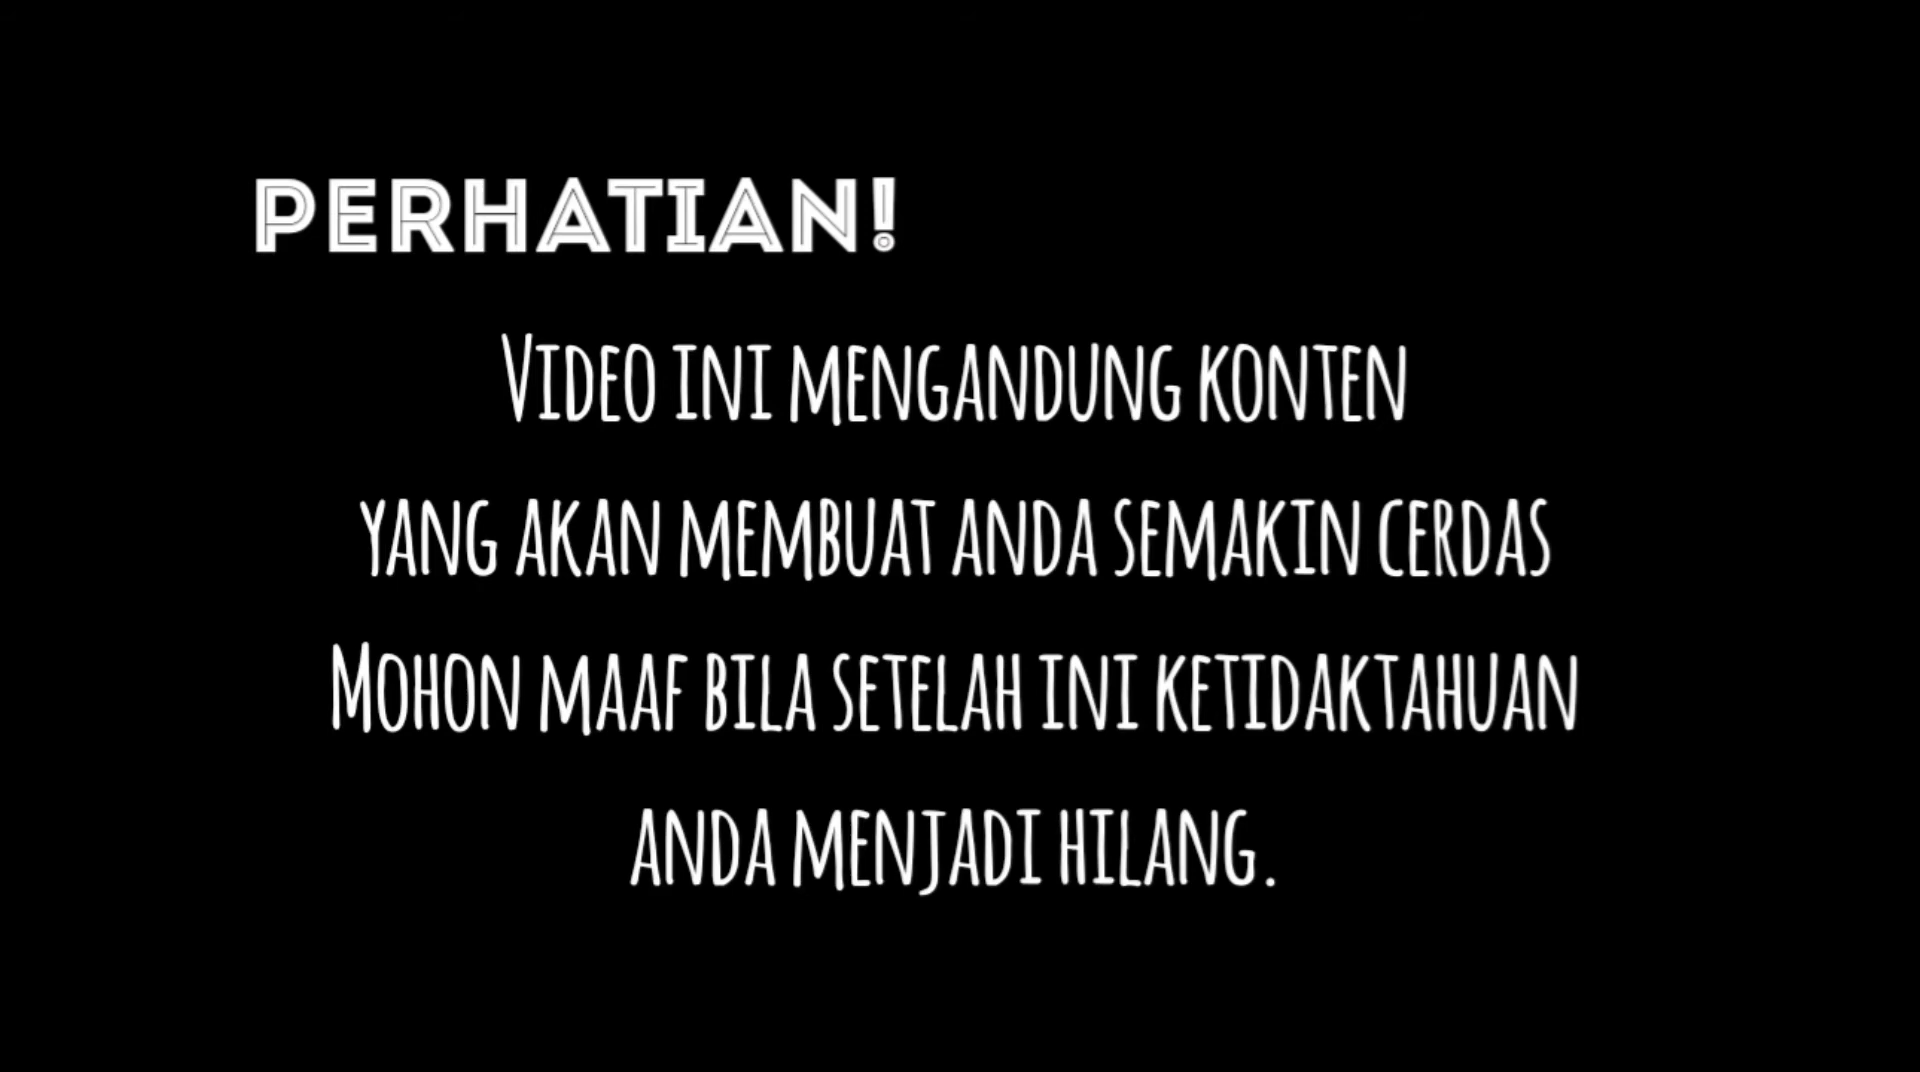 PERHATIAN!
VIDEO INI MENGANDUNG KONTEN
YANG AKAN MEMBUAT ANDA SEMAKIN CERDAS
MOHON MAAF BILA SETELAH INI KETIDAKTAHUAN
ANDA MENJADI HILANG.